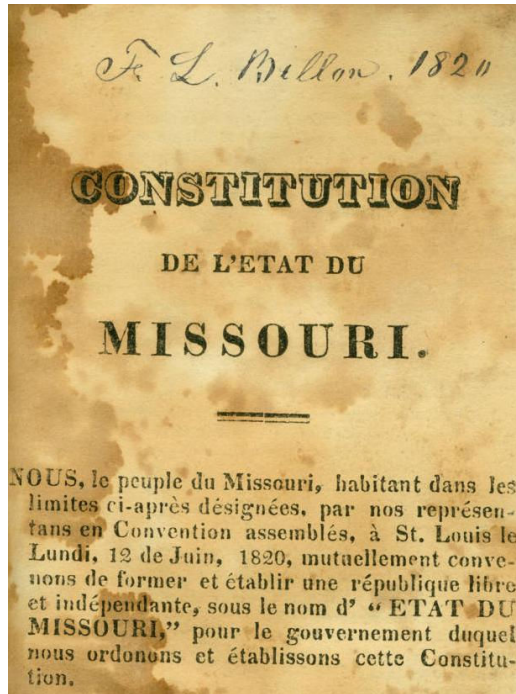 F. L. Billon. 1820
CONSTITUTION
DE L'ETAT DU
MISSOURI.
NOUS, le peuple du Missouri, habitant dans les
limites ci-après désignées, par nos représen-
tans en Convention assemblés, à St. Louis le
Lundi, 12 de Juin, 1820, mutuellement conve-
nons de former et établir une république libre
et indépendante, sous le nom d' “ ETAT DU
MISSOURI,” pour le gouvernement duquel
nous ordonons et établissons cette Constitu-
tion.